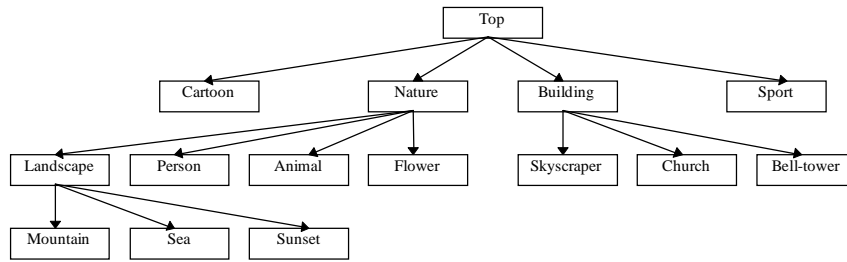 Top
Cartoon
Nature
Building
Sport
Landscape
Person
Animal
Flower
Skyscraper
Church
Bell-tower
Mountain
Sea
Sunset